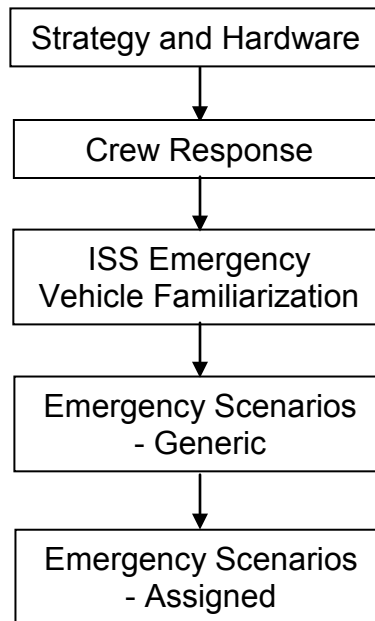 Strategy and Hardware
Crew Response
ISS Emergency
Vehicle Familiarization
Emergency Scenarios
- Generic
Emergency Scenarios
- Assigned